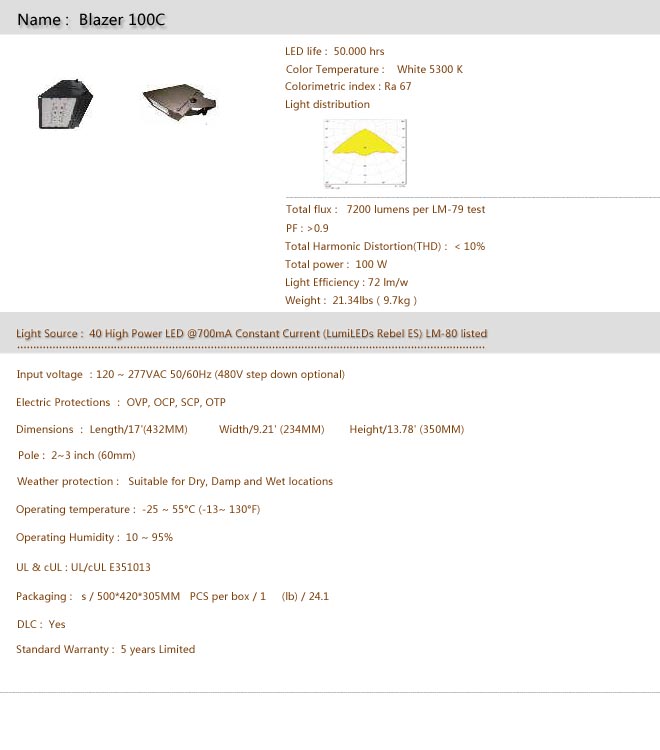 Name : Blazer 100C
LED life : 50.000 hrs
Color Temperature : White 5300 K
Colorimetric index : Ra 67
Light distribution
Total flux : 7200 lumens per LM-79 test
PF : >0.9
Total Harmonic Distortion(THD) : < 10%
Total power : 100 W
Light Efficiency : 72 lm/w
Weight : 21.34lbs ( 9.7kg )
Light Source : 40 High Power LED @700mA Constant Current (LumiLEDs Rebel ES) LM-80 listed
Input voltage : 120 ~ 277VAC 50/60Hz (480V step down optional)
Electric Protections : OVP, OCP, SCP, OTP
Dimensions : Length/17'(432MM) Width/9.21' (234MM) Height/13.78' (350MM)
Pole : 2~3 inch (60mm)
Weather protection : Suitable for Dry, Damp and Wet locations
Operating temperature : -25 ~ 55°C (-13~ 130°F)
Operating Humidity : 10 ~ 95%
UL & cUL : UL/cUL E351013
Packaging : s / 500*420*305MM PCS per box / 1 (lb) / 24.1
DLC : Yes
Standard Warranty : 5 years Limited